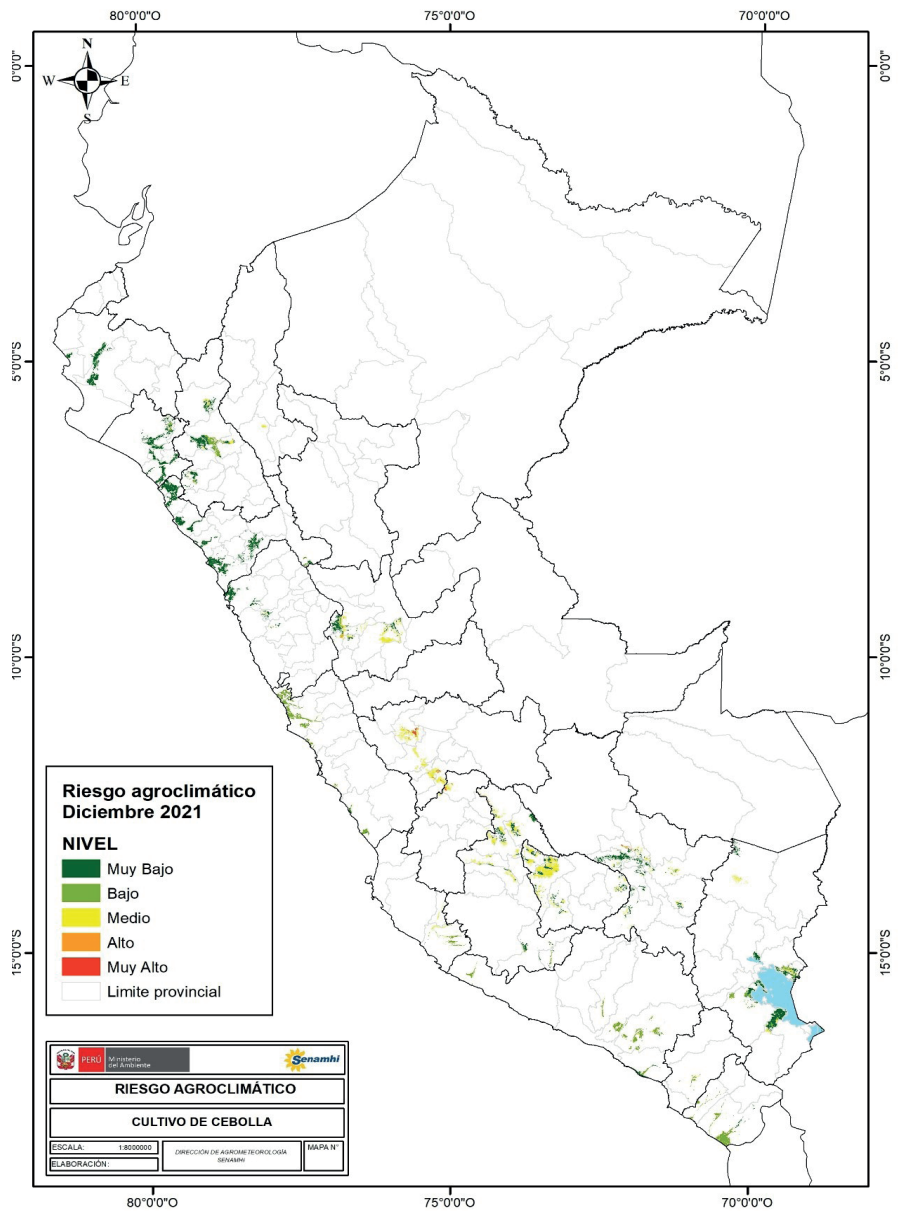 80°0'0"O 75°0'0"O 70°0'0"O
0°0'0" 0°0'0"
N
W E
S
5°0'0"S 5°0'0"S
10°0'0"S 10°0'0"S
15°0'0"S 15°0'0"S
Riesgo agroclimático
Diciembre 2021
NIVEL
Muy Bajo
Bajo
Medio
Alto
Muy Alto
Limite provincial
PERÚ Ministerio
del Ambiente
Senamhi
RIESGO AGROCLIMÁTICO
CULTIVO DE CEBOLLA
ESCALA: 1:8000000
ELABORACIÓN:
DIRECCIÓN DE AGROMETEOROLOGÍA
SENAMHI
MAPA N°
80°0'0"O 75°0'0"O 70°0'0"O